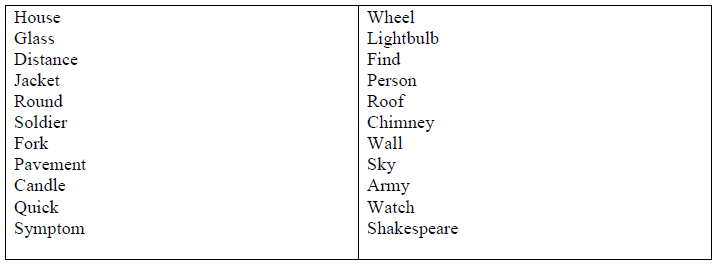 House
Glass
Distance
Jacket
Round
Soldier
Fork
Pavement
Candle
Quick
Symptom
Wheel
Lightbulb
Find
Person
Roof
Chimney
Wall
Sky
Army
Watch
Shakespeare